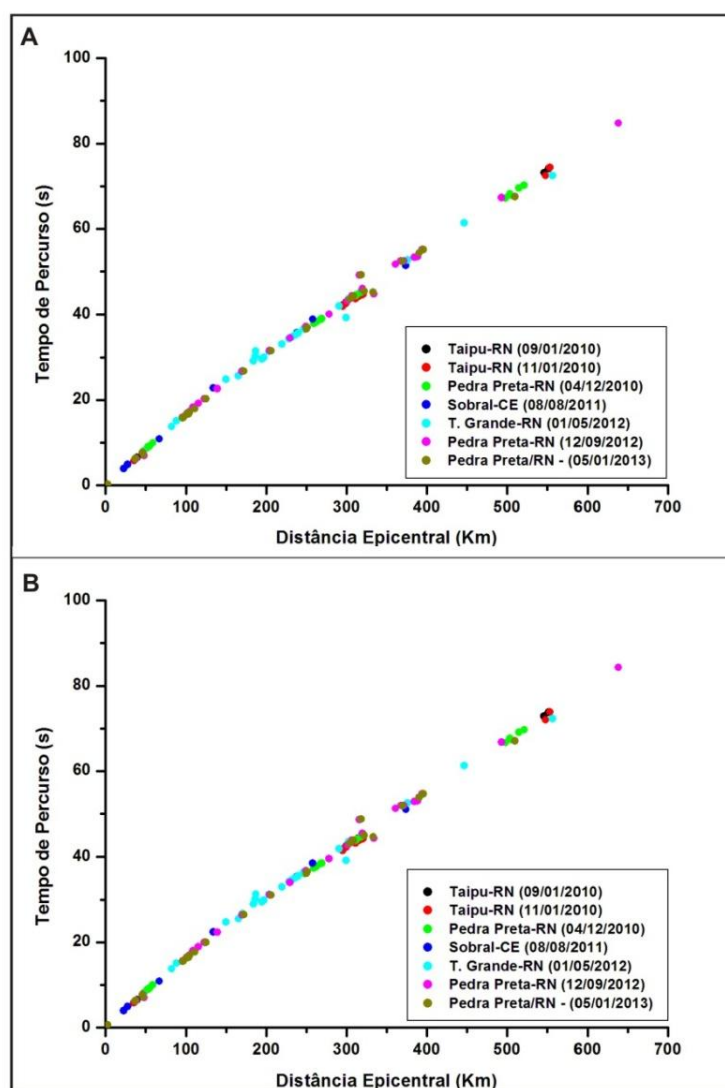 A
100
80
60
40
20
0
Tempo de Percurso (s)
0 100 200 300 400 500 600 700
Distância Epicentral (Km)
Taipu-RN (09/01/2010)
Taipu-RN (11/01/2010)
Pedra Preta-RN (04/12/2010)
Sobral-CE (08/08/2011)
T. Grande-RN (01/05/2012)
Pedra Preta-RN (12/09/2012)
Pedra Preta/RN - (05/01/2013)
B
100
80
60
40
20
0
Tempo de Percurso (s)
0 100 200 300 400 500 600 700
Distância Epicentral (Km)
Taipu-RN (09/01/2010)
Taipu-RN (11/01/2010)
Pedra Preta-RN (04/12/2010)
Sobral-CE (08/08/2011)
T. Grande-RN (01/05/2012)
Pedra Preta-RN (12/09/2012)
Pedra Preta/RN - (05/01/2013)